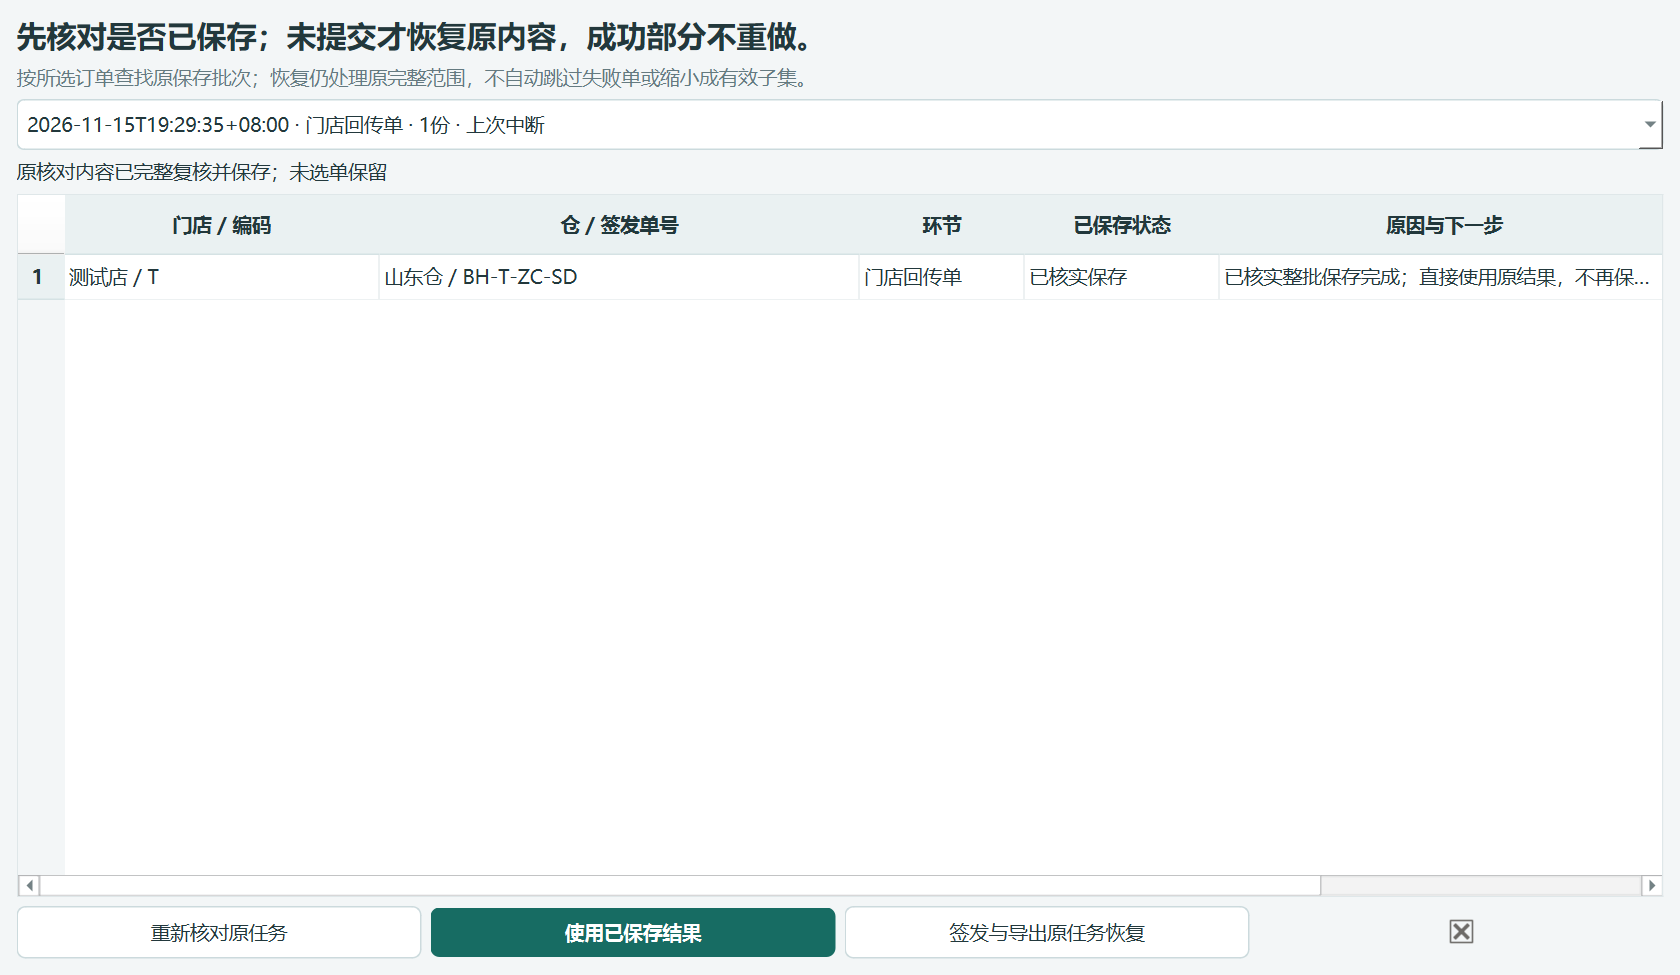 先核对是否已保存；未提交才恢复原内容，成功部分不重做。
按所选订单查找原保存批次；恢复仍处理原完整范围，不自动跳过失败单或缩小成有效子集。
2026-11-15T19:29:35+08:00 · 门店回传单 · 1份 · 上次中断
原核对内容已完整复核并保存；未选单保留
门店 / 编码 仓 / 签发单号 环节 已保存状态 原因与下一步
1 测试店 / T 山东仓 / BH-T-ZC-SD 门店回传单 已核实保存 已核实整批保存完成；直接使用原结果，不再保...
重新核对原任务 使用已保存结果 签发与导出原任务恢复